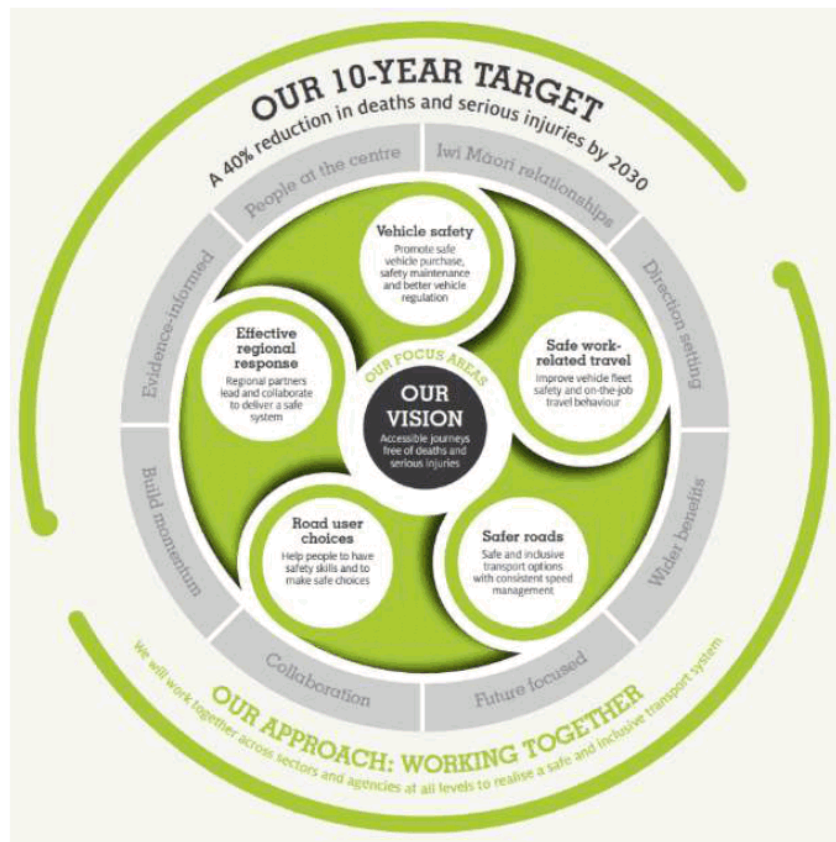 OUR 10-YEAR TARGET
A 40% reduction in deaths and serious injuries by 2030
People at the centre
Iwi Māori relationships
Direction setting
Wider benefits
Future focused
Collaboration
Build momentum
Evidence-informed
Vehicle safety
Promote safe
vehicle purchase,
safety maintenance
and better vehicle
regulation
Safe work-
related travel
Improve vehicle fleet
safety and on-the-job
travel behaviour
Safer roads
Safe and inclusive
transport options
with consistent speed
management
Road user
choices
Help people to have
safety skills and to
make safe choices
Effective
regional
response
Regional partners
lead and collaborate
to deliver a safe
system
OUR FOCUS AREAS
OUR
VISION
Accessible journeys
free of deaths and
serious injuries
OUR APPROACH: WORKING TOGETHER
We will work together across sectors and agencies at all levels to realise a safe and inclusive transport system